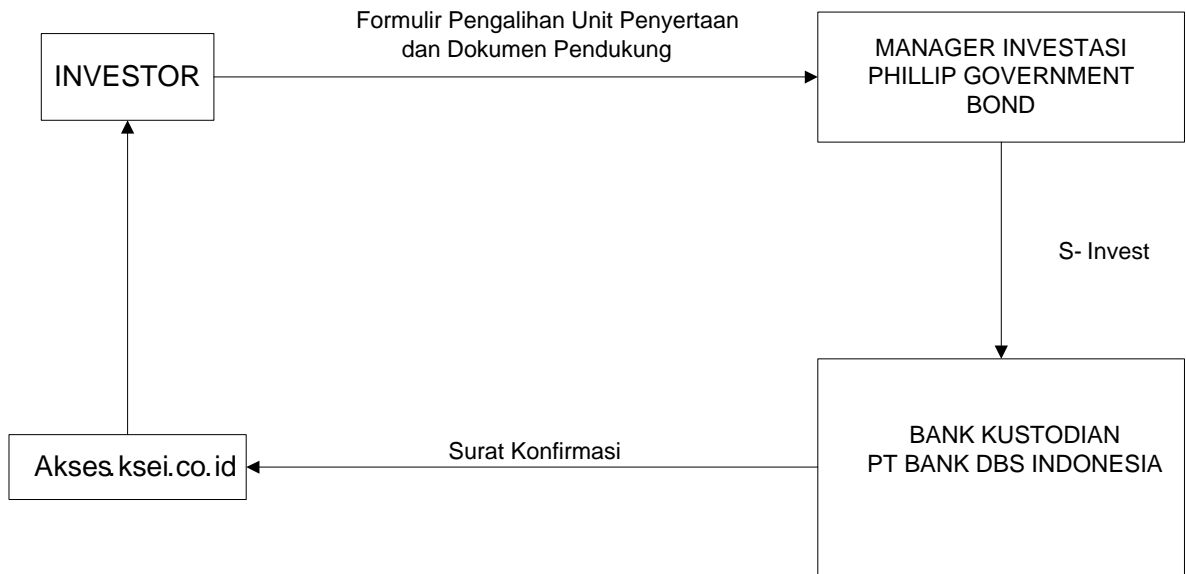 Formulir Pengalihan Unit Penyertaan
dan Dokumen Pendukung
INVESTOR
MANAGER INVESTASI
PHILLIP GOVERNMENT
BOND
S- Invest
BANK KUSTODIAN
PT BANK DBS INDONESIA
Surat Konfirmasi
Akses.ksei.co.id